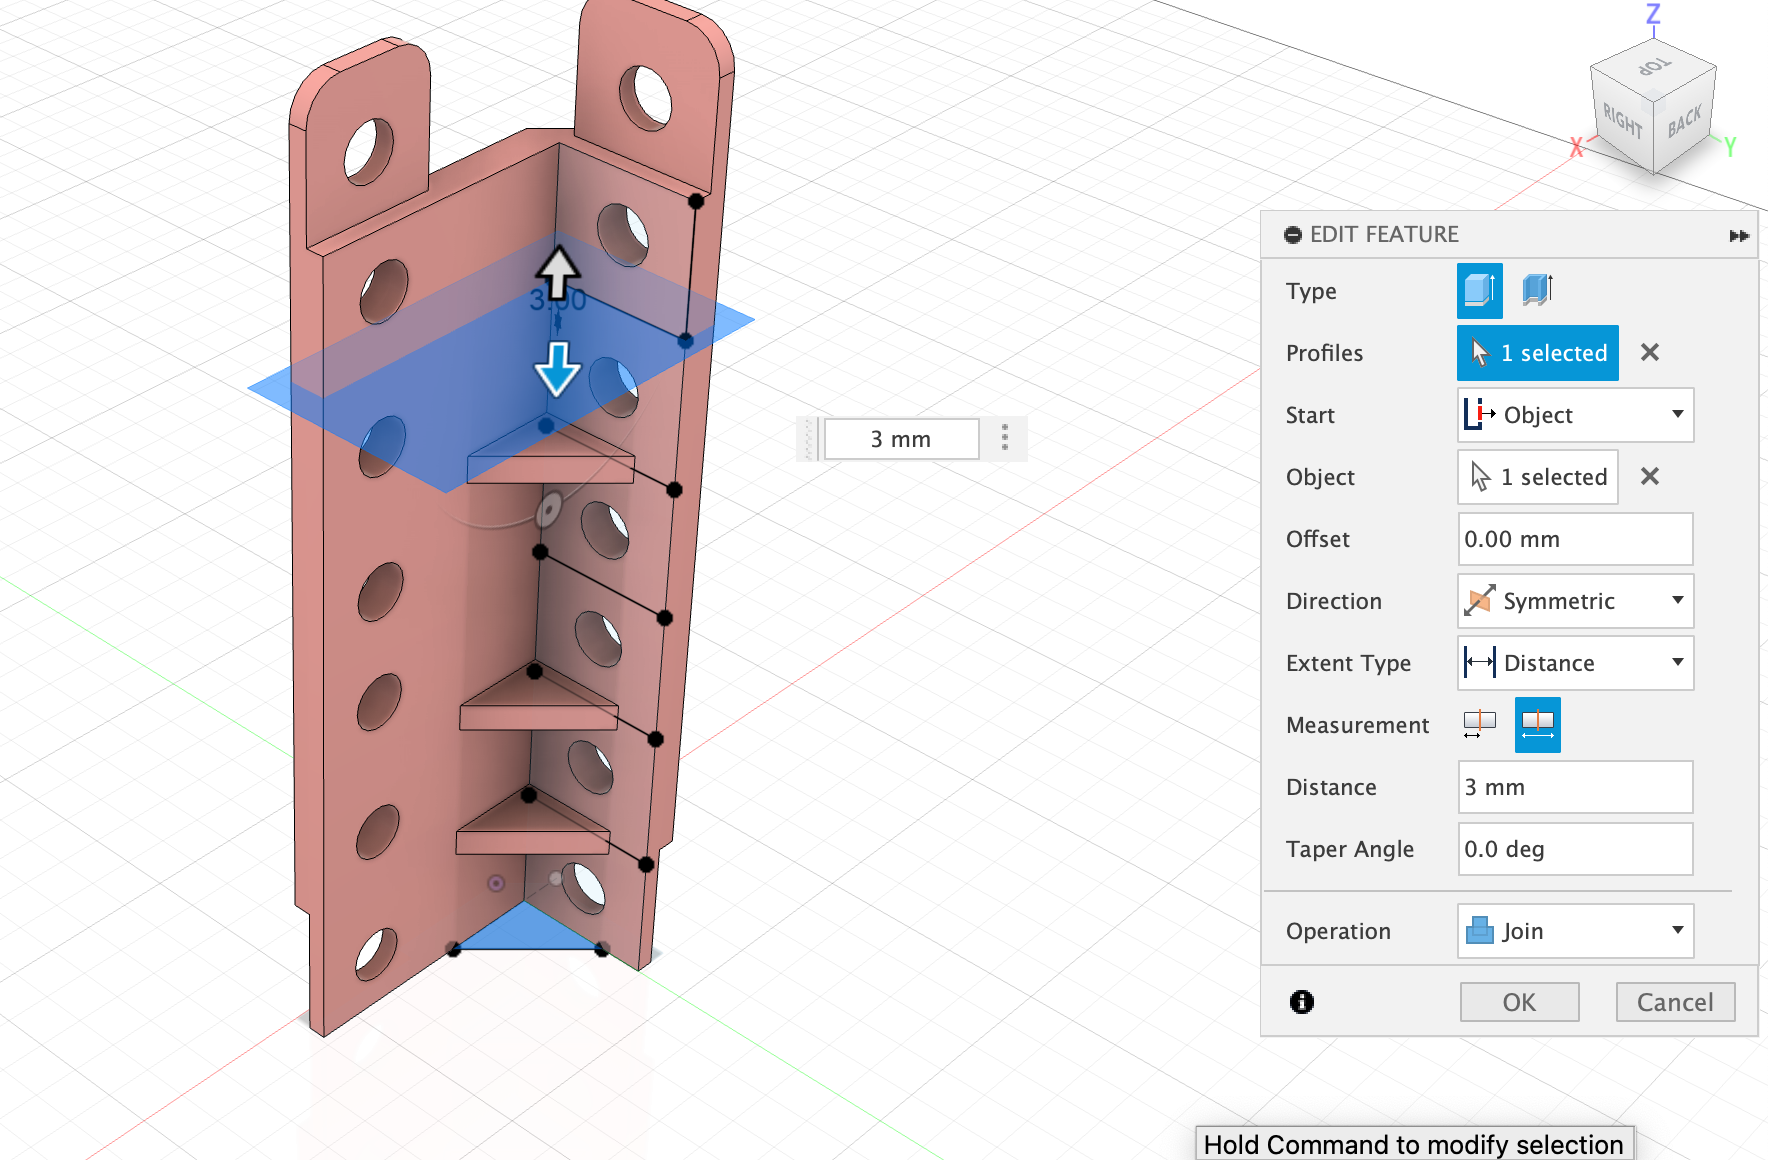 Z
TOP
RIGHT
BACK
X
Y
EDIT FEATURE
Type
Profiles
1 selected
Start
Object
3.00
3 mm
Object
1 selected
Offset
0.00 mm
Direction
Symmetric
Extent Type
Distance
Measurement
Distance
3 mm
Taper Angle
0.0 deg
Operation
Join
OK
Cancel
Hold Command to modify selection